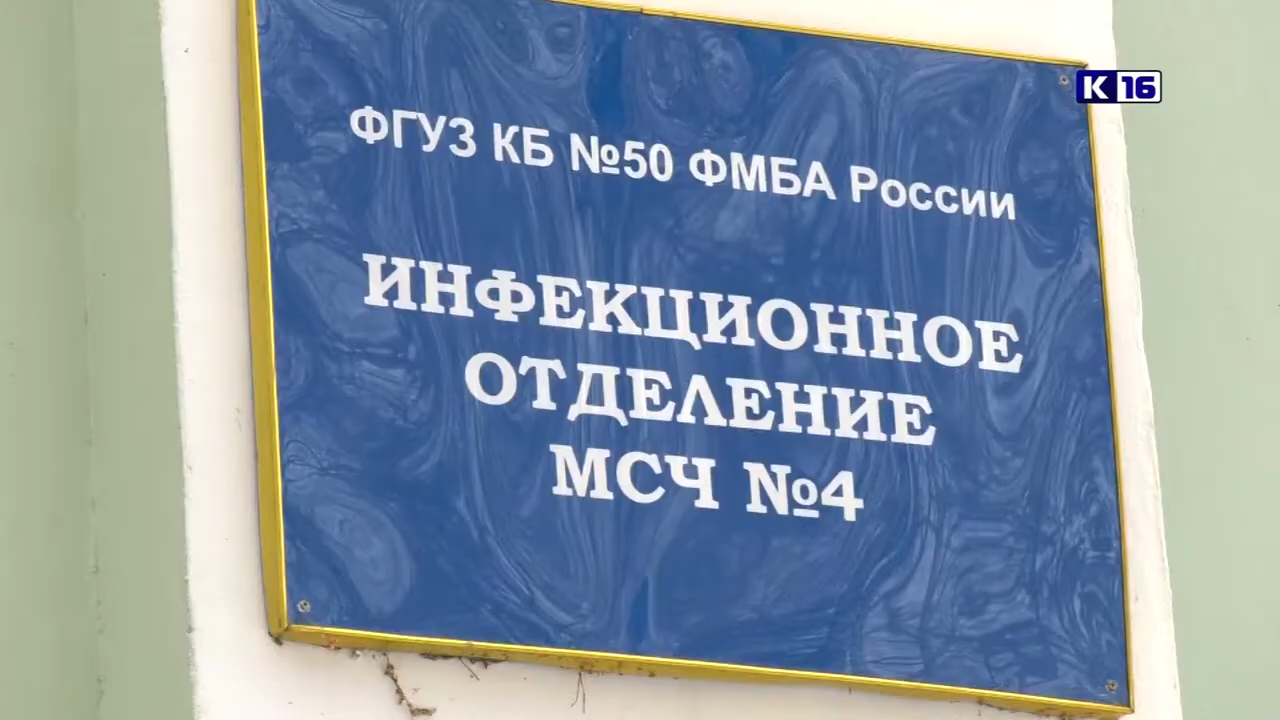 К 16
ФГУЗ КБ №50 ФМБА России
ИНФЕКЦИОННОЕ
ОТДЕЛЕНИЕ
МСЧ №4